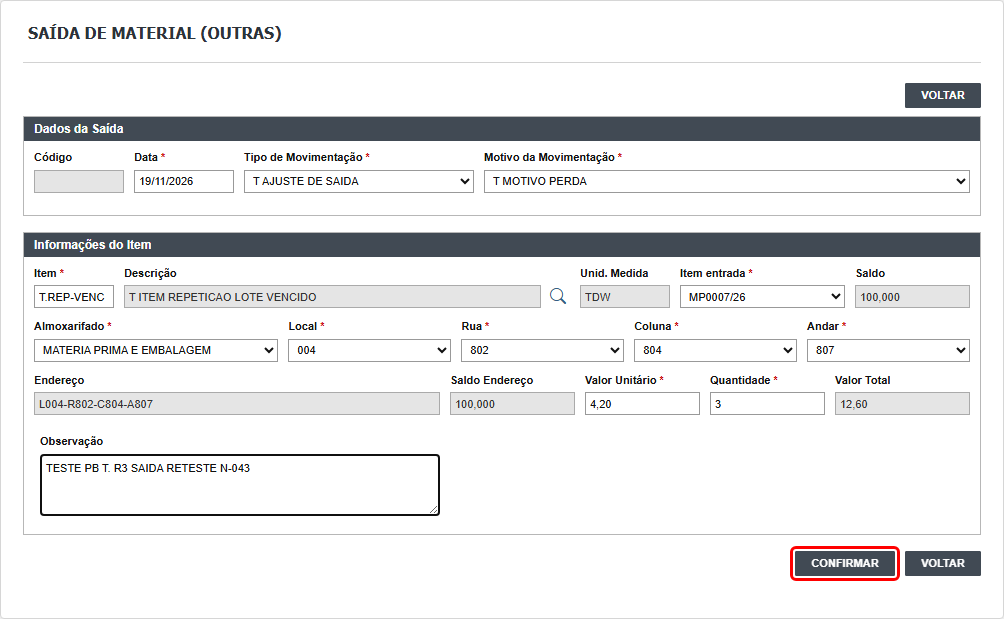 SAÍDA DE MATERIAL (OUTRAS)
VOLTAR
Dados da Saída
Código Data * Tipo de Movimentação * Motivo da Movimentação *
19/11/2026 T AJUSTE DE SAIDA T MOTIVO PERDA
Informações do Item
Item * Descrição Unid. Medida Item entrada * Saldo
T.REP-VENC T ITEM REPETICAO LOTE VENCIDO TDW MP0007/26 100,000
Almoxarifado * Local * Rua * Coluna * Andar *
MATERIA PRIMA E EMBALAGEM 004 802 804 807
Endereço Saldo Endereço Valor Unitário * Quantidade * Valor Total
L004-R802-C804-A807 100,000 4,20 3 12,60
Observação
TESTE PB T. R3 SAIDA RETESTE N-043
CONFIRMAR VOLTAR